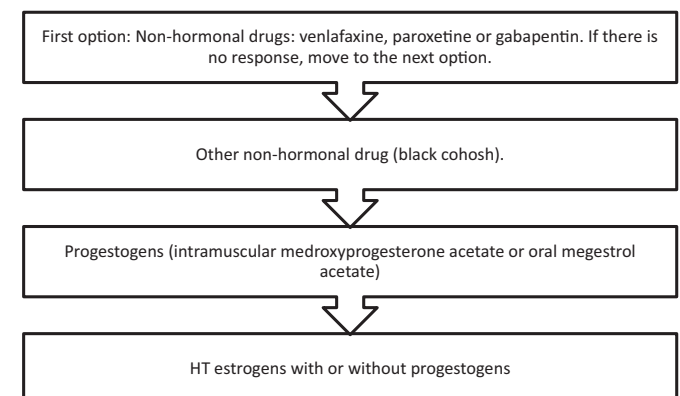 First option: Non-hormonal drugs: venlafaxine, paroxetine or gabapentin. If there is
no response, move to the next option.
Other non-hormonal drug (black cohosh).
Progestogens (intramuscular medroxyprogesterone acetate or oral megestrol
acetate)
HT estrogens with or without progestogens